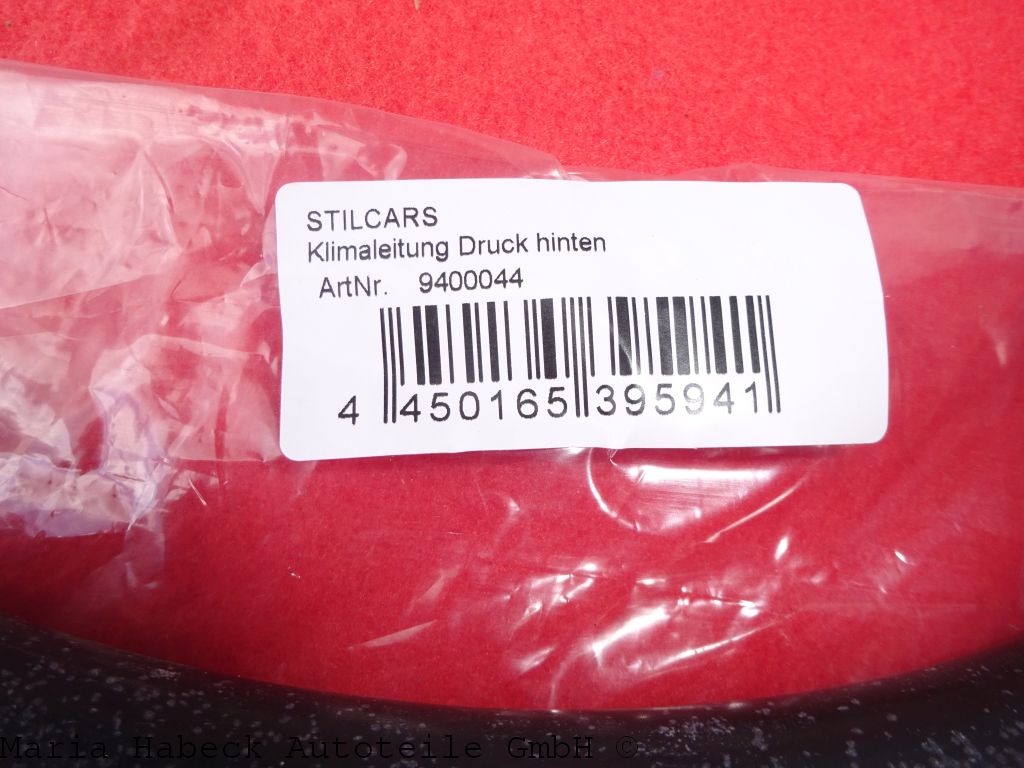 STILCARS
Klimaleitung Druck hinten
ArtNr. 9400044
4 450165 395941
Maria Habeck Autoteile GmbH ©